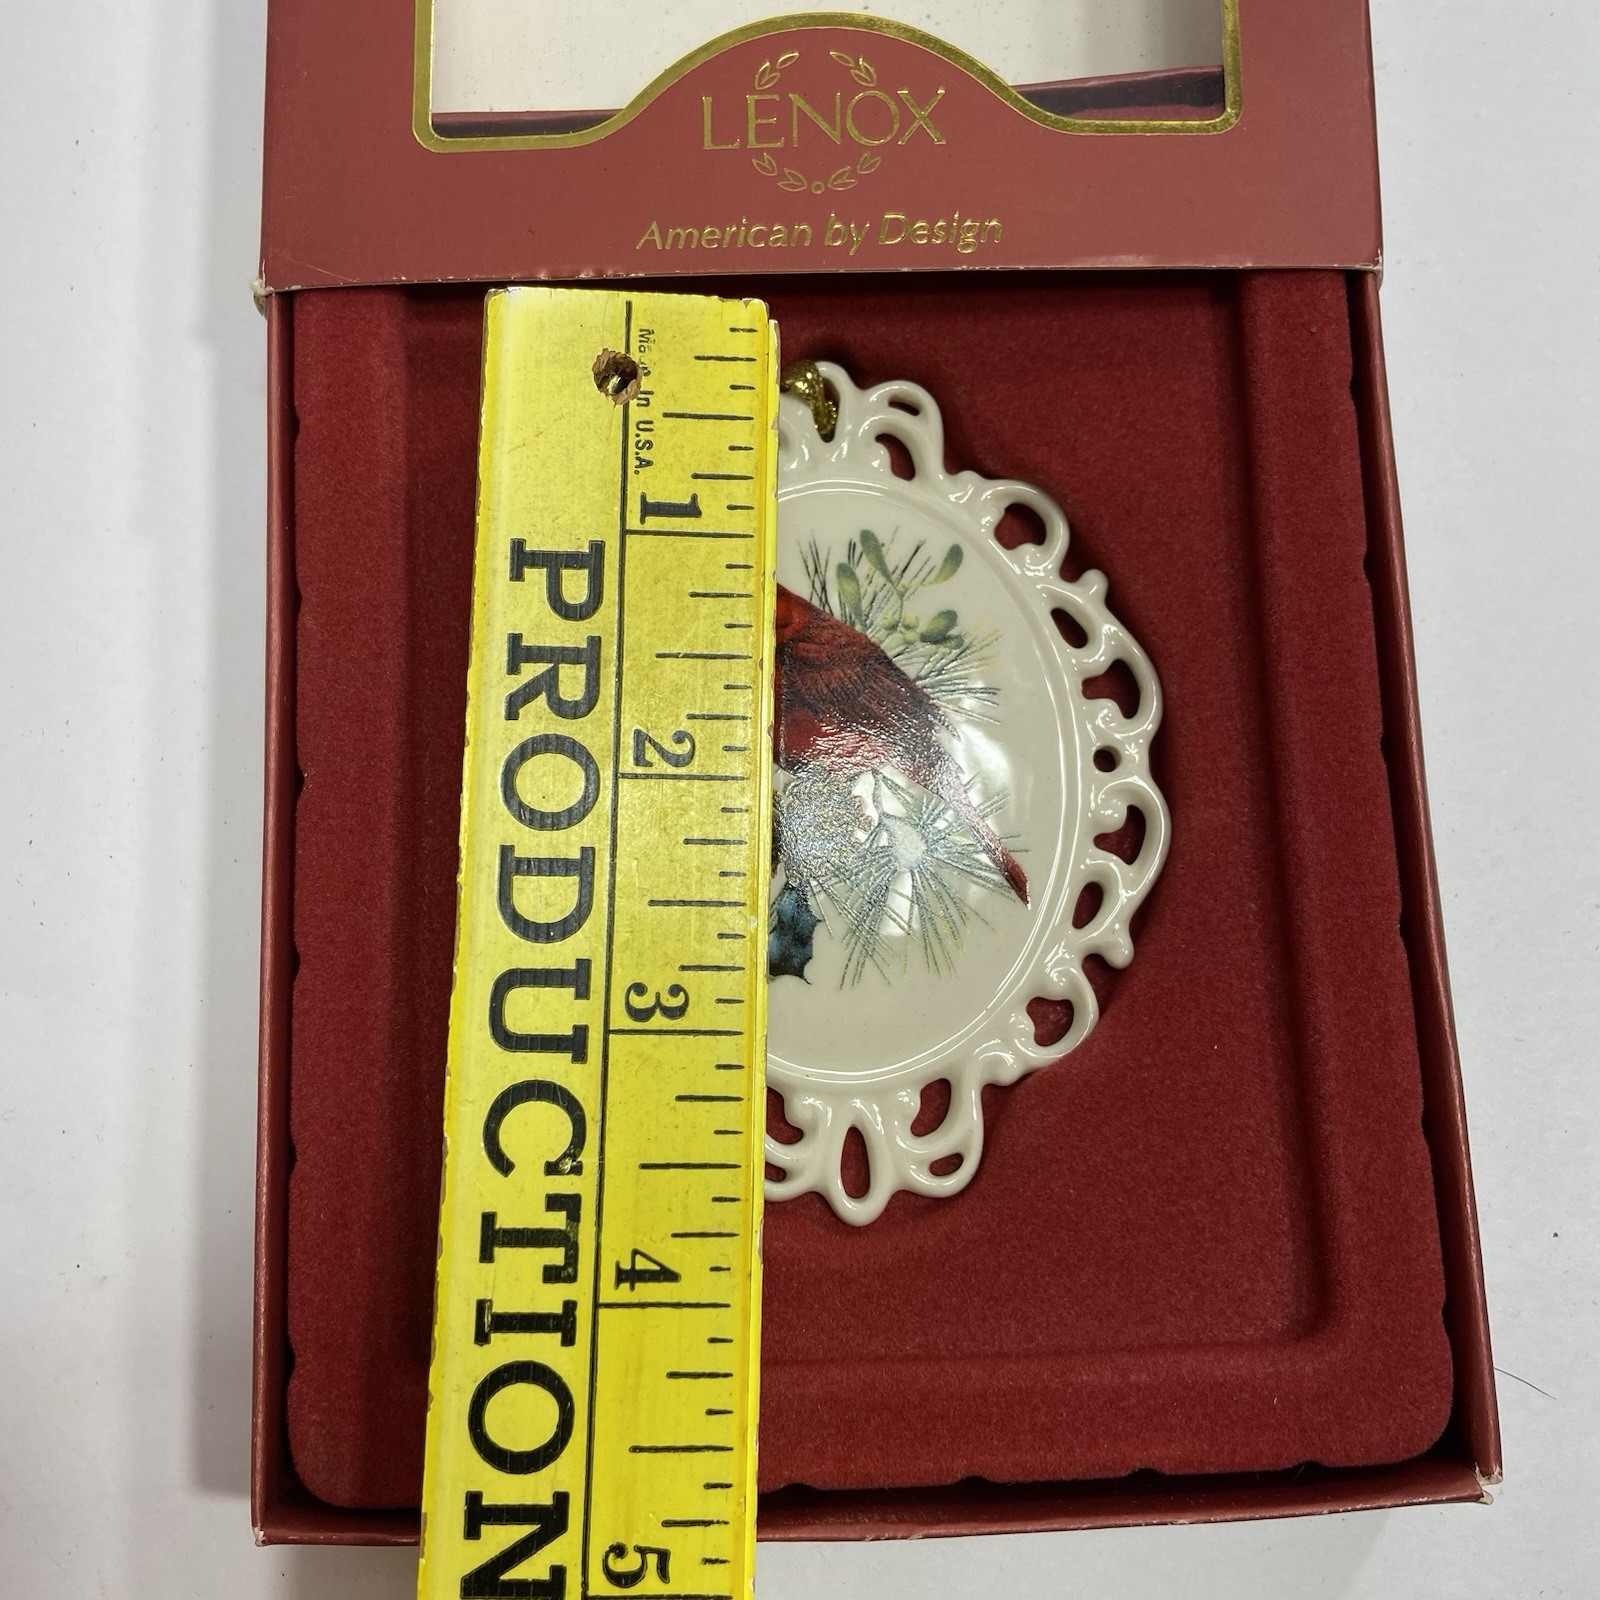 LENOX
American by Design
Made In U.S.A.
1
2
3
4
5
PRODUCTION